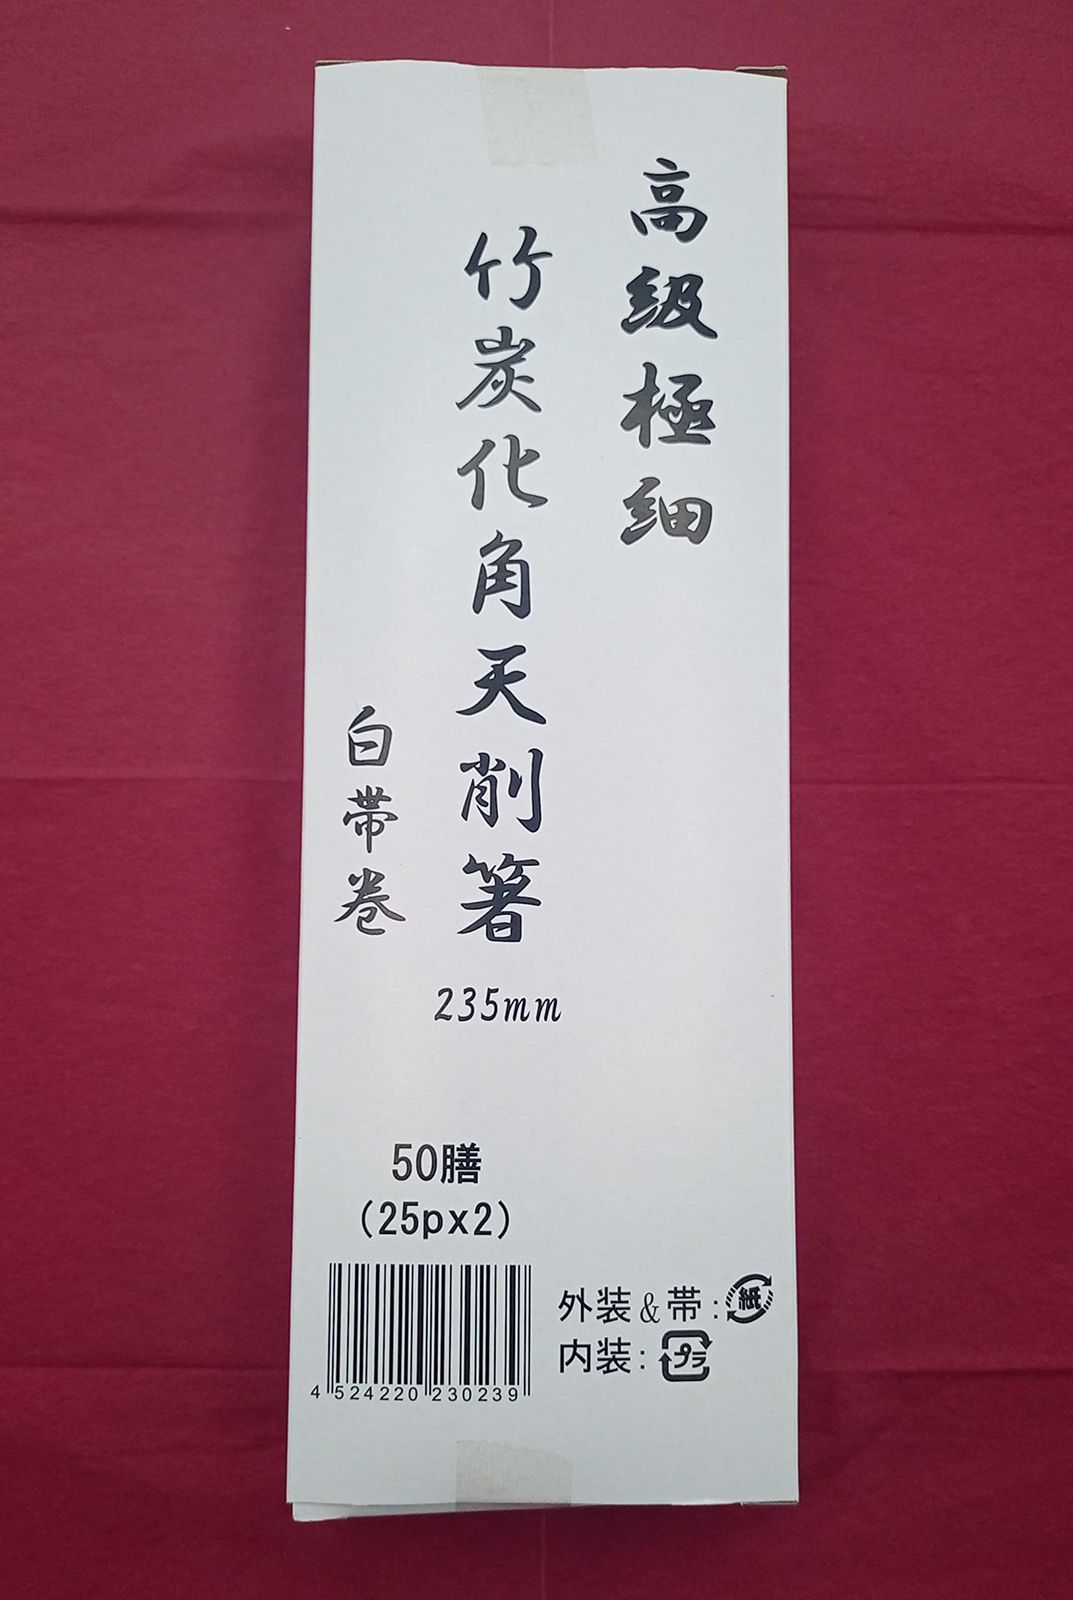 高級極細
竹炭化角天削箸
白帯巻
235mm
50膳
(25px2)
4 524220 230239
外装&帯:紙
内装:プラ